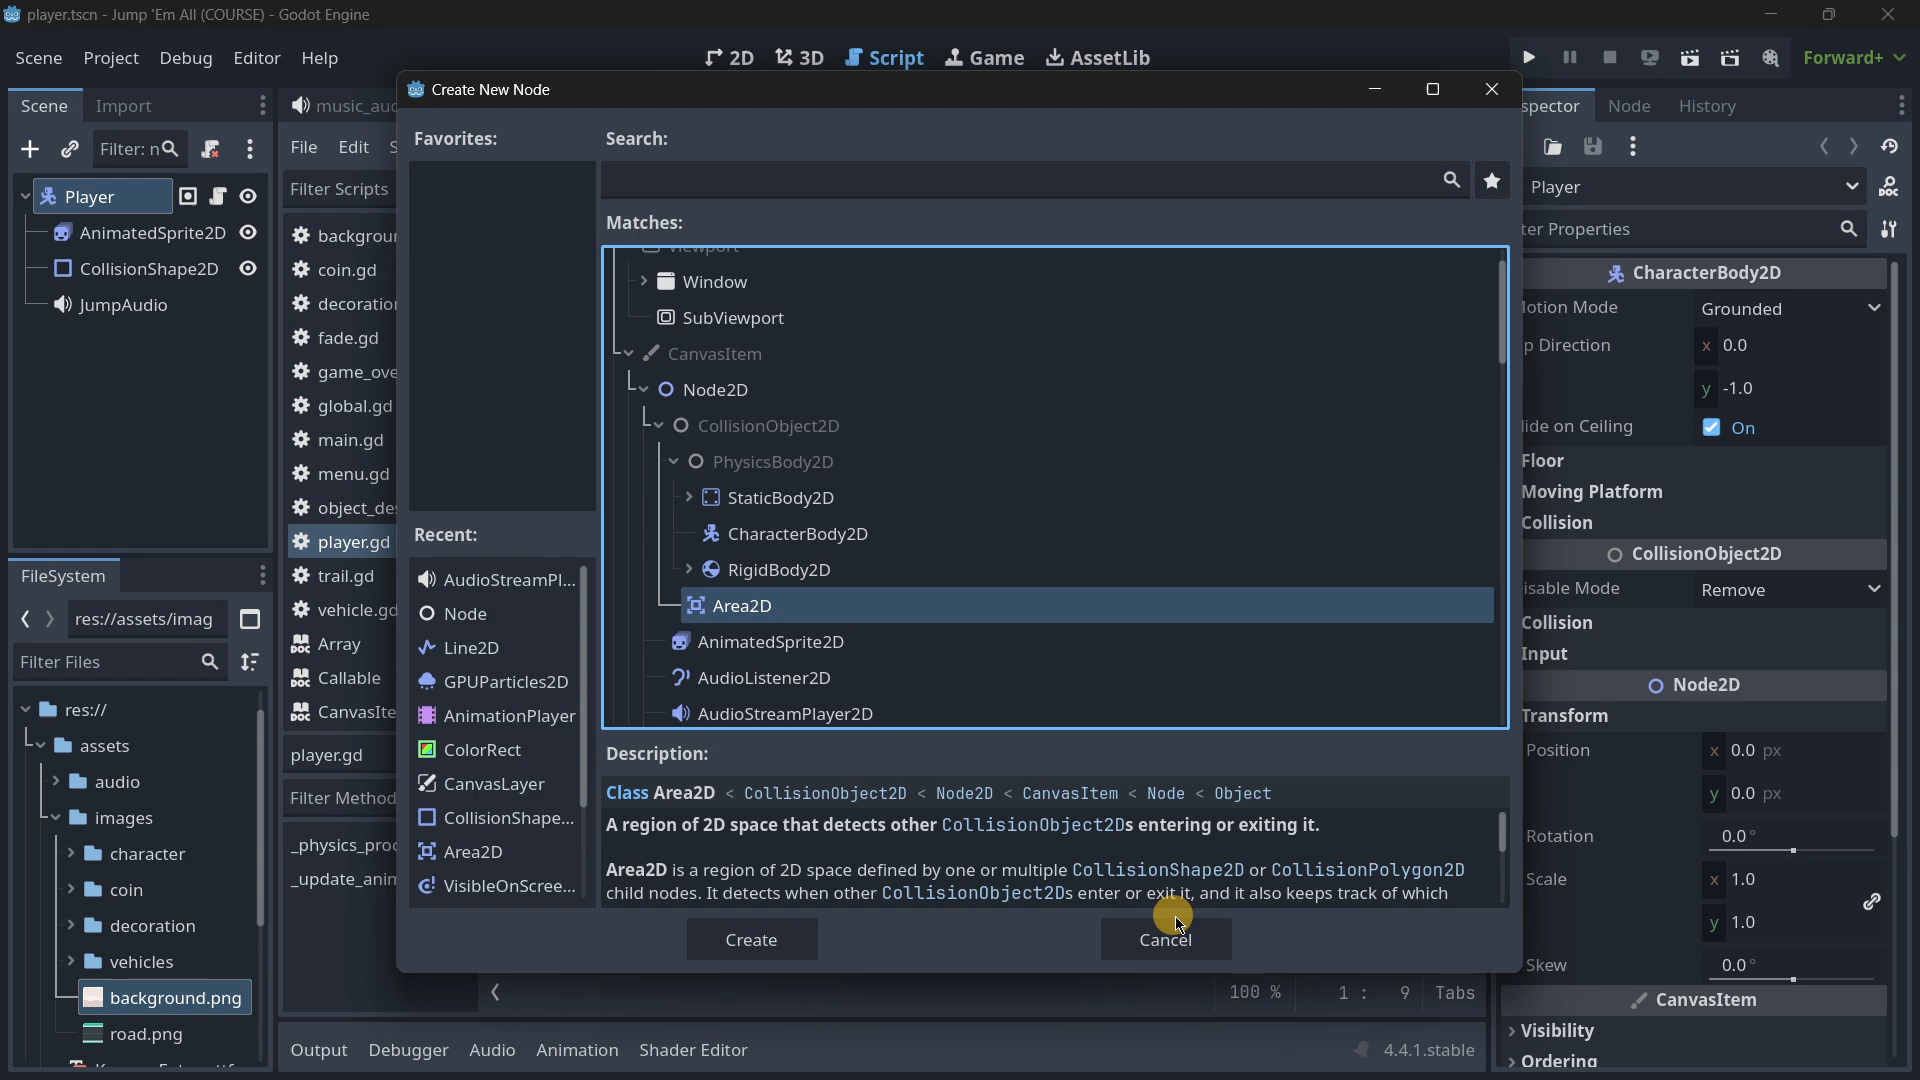 player.tscn - Jump 'Em All (COURSE) - Godot Engine
Scene Project Debug Editor Help
2D 3D Script Game AssetLib
Forward+
Scene Import
Filter: n
Player
AnimatedSprite2D
CollisionShape2D
JumpAudio
FileSystem
res://assets/imag
Filter Files
res://
assets
audio
images
character
coin
decoration
vehicles
background.png
road.png
music_au
File Edit S
Filter Scripts
backgrou
coin.gd
decoratio
fade.gd
game_ove
global.gd
main.gd
menu.gd
object_de
player.gd
trail.gd
vehicle.gd
Array
Callable
CanvasIte
player.gd
Filter Method
_physics_proc
_update_anim
Create New Node
Favorites:
Recent:
AudioStreamPl...
Node
Line2D
GPUParticles2D
AnimationPlayer
ColorRect
CanvasLayer
CollisionShape...
Area2D
VisibleOnScree...
Search:
Matches:
Viewport
Window
SubViewport
CanvasItem
Node2D
CollisionObject2D
PhysicsBody2D
StaticBody2D
CharacterBody2D
RigidBody2D
Area2D
AnimatedSprite2D
AudioListener2D
AudioStreamPlayer2D
Description:
Class Area2D < CollisionObject2D < Node2D < CanvasItem < Node < Object
A region of 2D space that detects other CollisionObject2Ds entering or exiting it.
Area2D is a region of 2D space defined by one or multiple CollisionShape2D or CollisionPolygon2D
child nodes. It detects when other CollisionObject2Ds enter or exit it, and it also keeps track of which
Create Cancel
100 % 1 : 9 Tabs
Output Debugger Audio Animation Shader Editor
4.4.1.stable
spector Node History
Player
ter Properties
CharacterBody2D
otion Mode Grounded
p Direction x 0.0
y -1.0
lide on Ceiling On
Floor
Moving Platform
Collision
CollisionObject2D
isable Mode Remove
Collision
Input
Node2D
Transform
Position x 0.0 px
y 0.0 px
Rotation 0.0 °
Scale x 1.0
y 1.0
Skew 0.0 °
CanvasItem
Visibility
Ordering